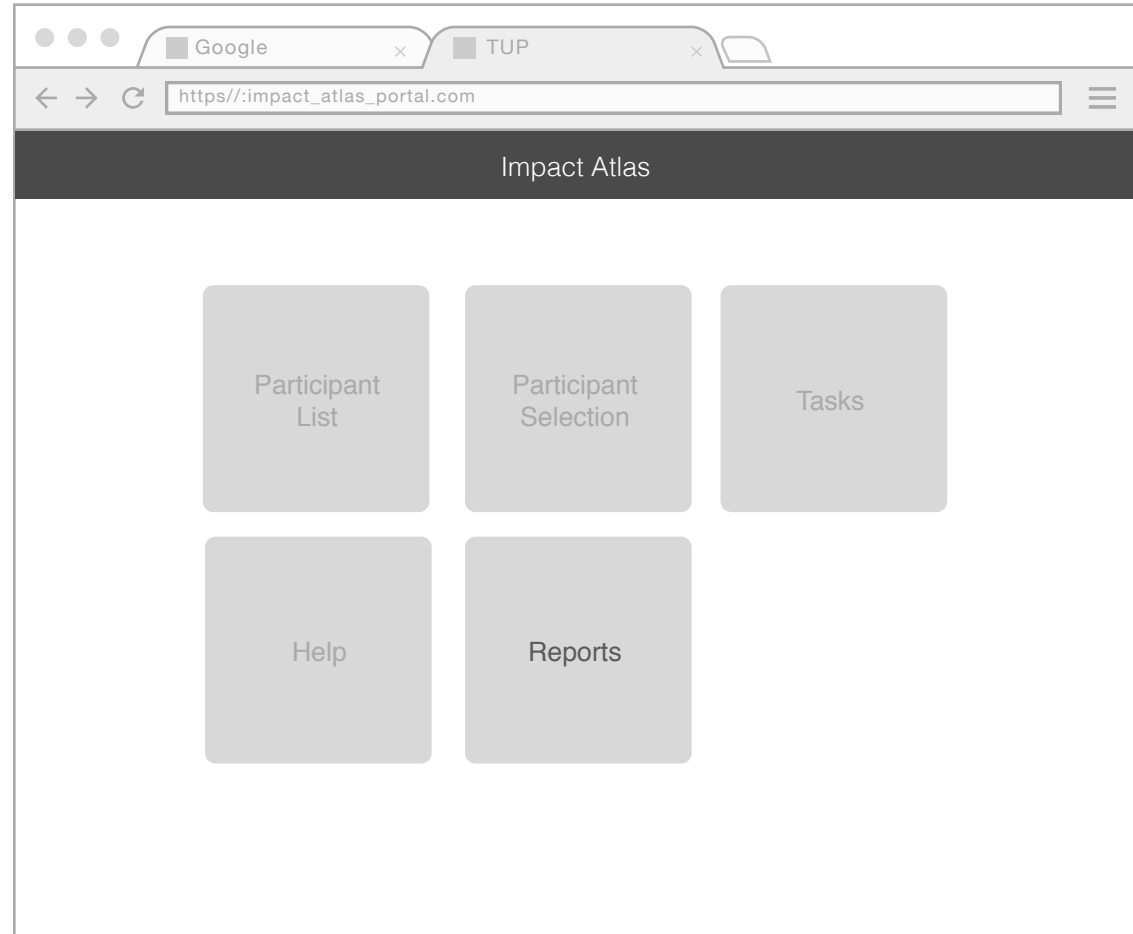 Google
TUP
https//:impact_atlas_portal.com
Impact Atlas
Participant
List
Participant
Selection
Tasks
Help
Reports